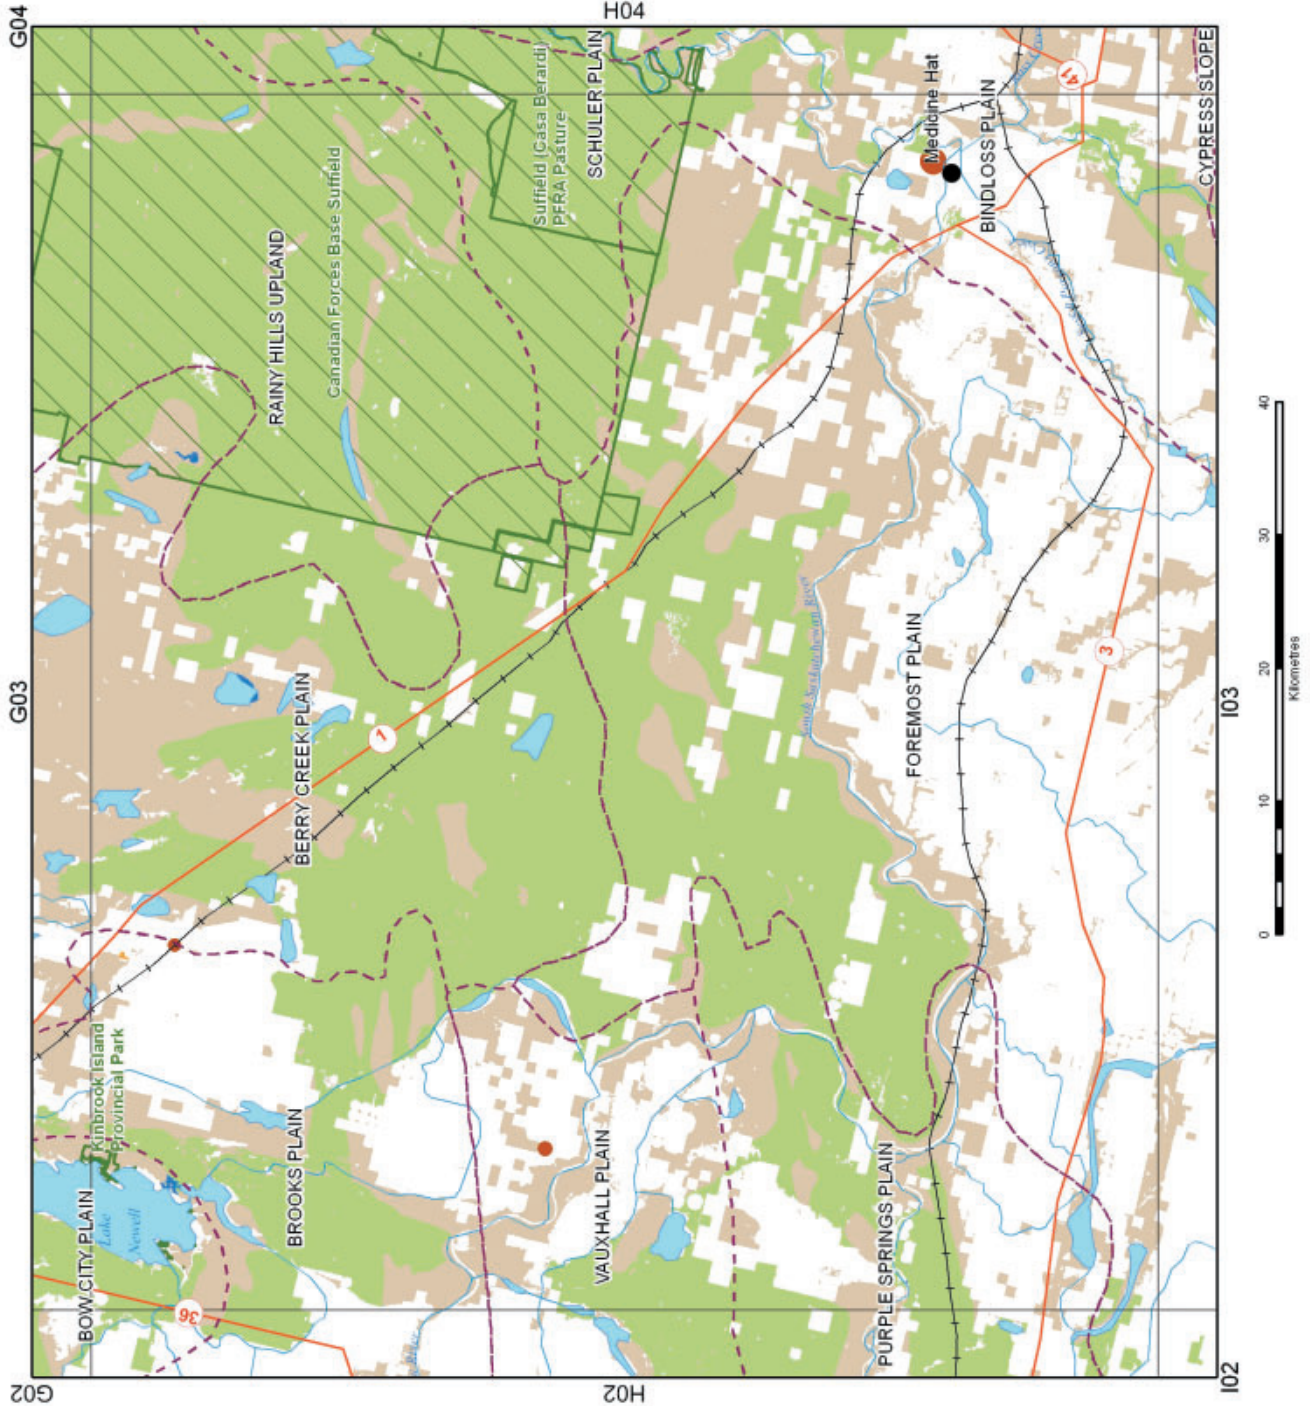 G04
H04
G03
I03
G02
H02
I02
SCHULER PLAIN
Suffield (Casa Berardi)
PFRA Pasture
Medicine Hat
BINDLOSS PLAIN
41
CYPRESS SLOPE
RAINY HILLS UPLAND
Canadian Forces Base Suffield
BERRY CREEK PLAIN
1
South Saskatchewan River
FOREMOST PLAIN
3
Kinbrook Island
Provincial Park
BOW CITY PLAIN
Lake
Newell
36
BROOKS PLAIN
VAUXHALL PLAIN
River
PURPLE SPRINGS PLAIN
0
10
20
30
40
Kilometres